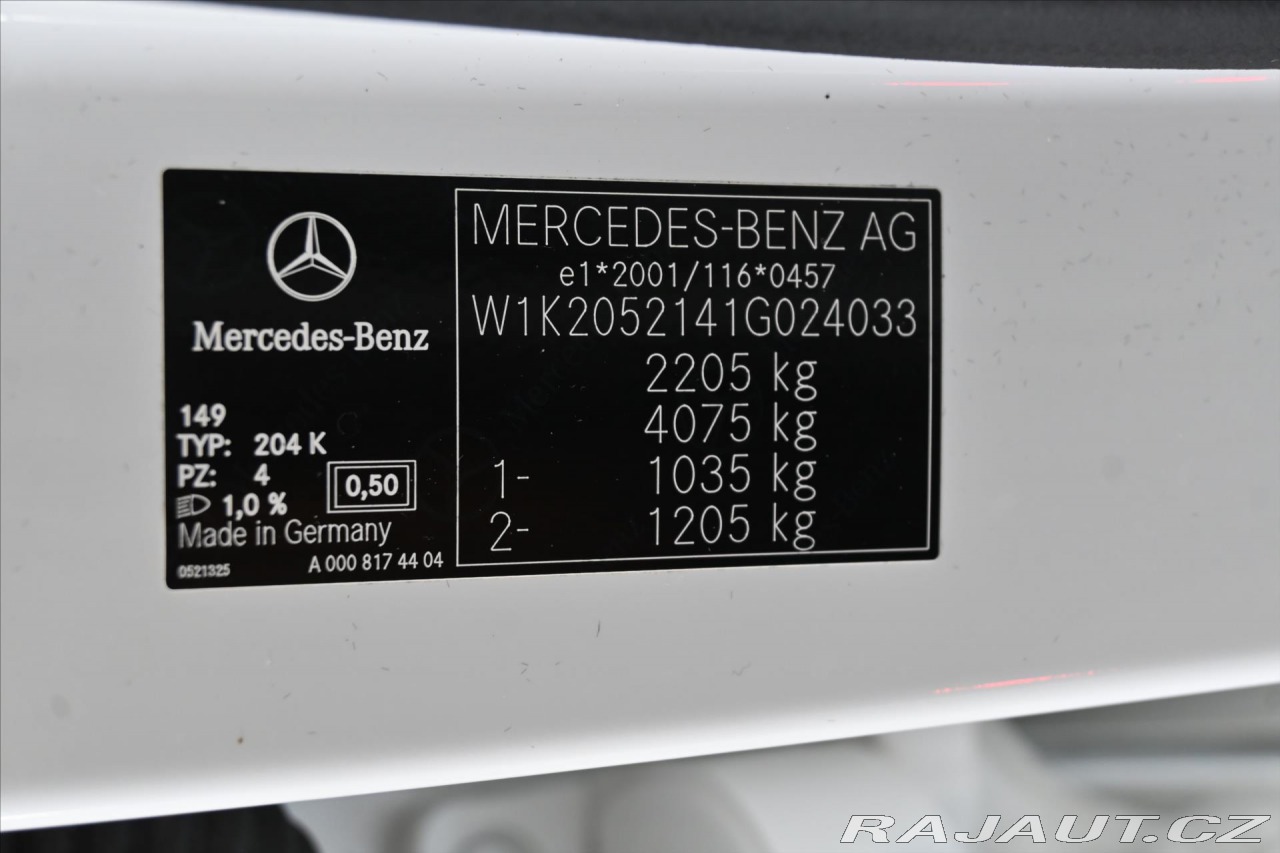 MERCEDES-BENZ AG
e1*2001/116*0457
W1K2052141G024033
2205 kg
4075 kg
1- 1035 kg
2- 1205 kg
Mercedes-Benz
149
TYP: 204 K
PZ: 4
0,50
1,0 %
Made in Germany
0521325 A 000 817 44 04
RAJAUT.CZ